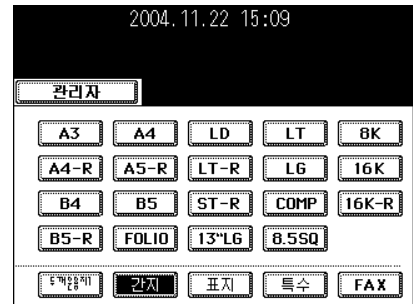 2004.11.22 15:09
관리자
A3 A4 LD LT 8K
A4-R A5-R LT-R LG 16K
B4 B5 ST-R COMP 16K-R
B5-R FOLIO 13"LG 8.5SQ
간지 표지 특수 FAX